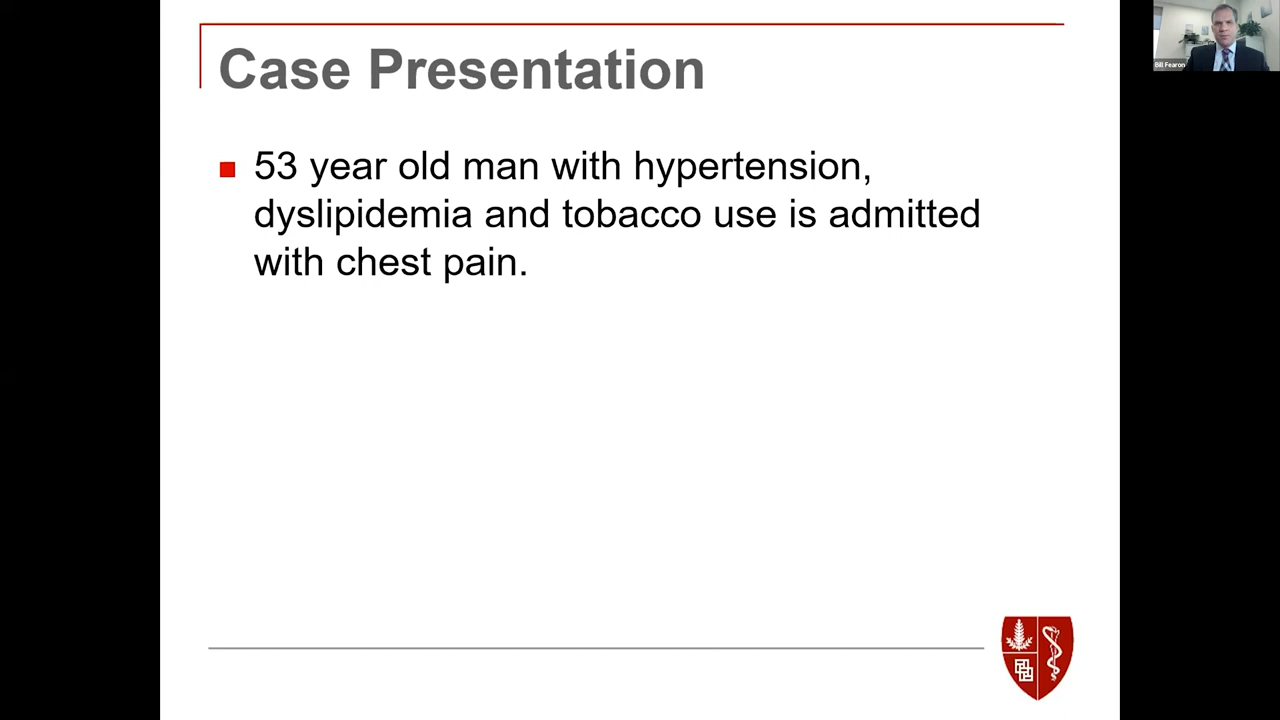 Case Presentation
53 year old man with hypertension,
dyslipidemia and tobacco use is admitted
with chest pain.
Bill Fearon